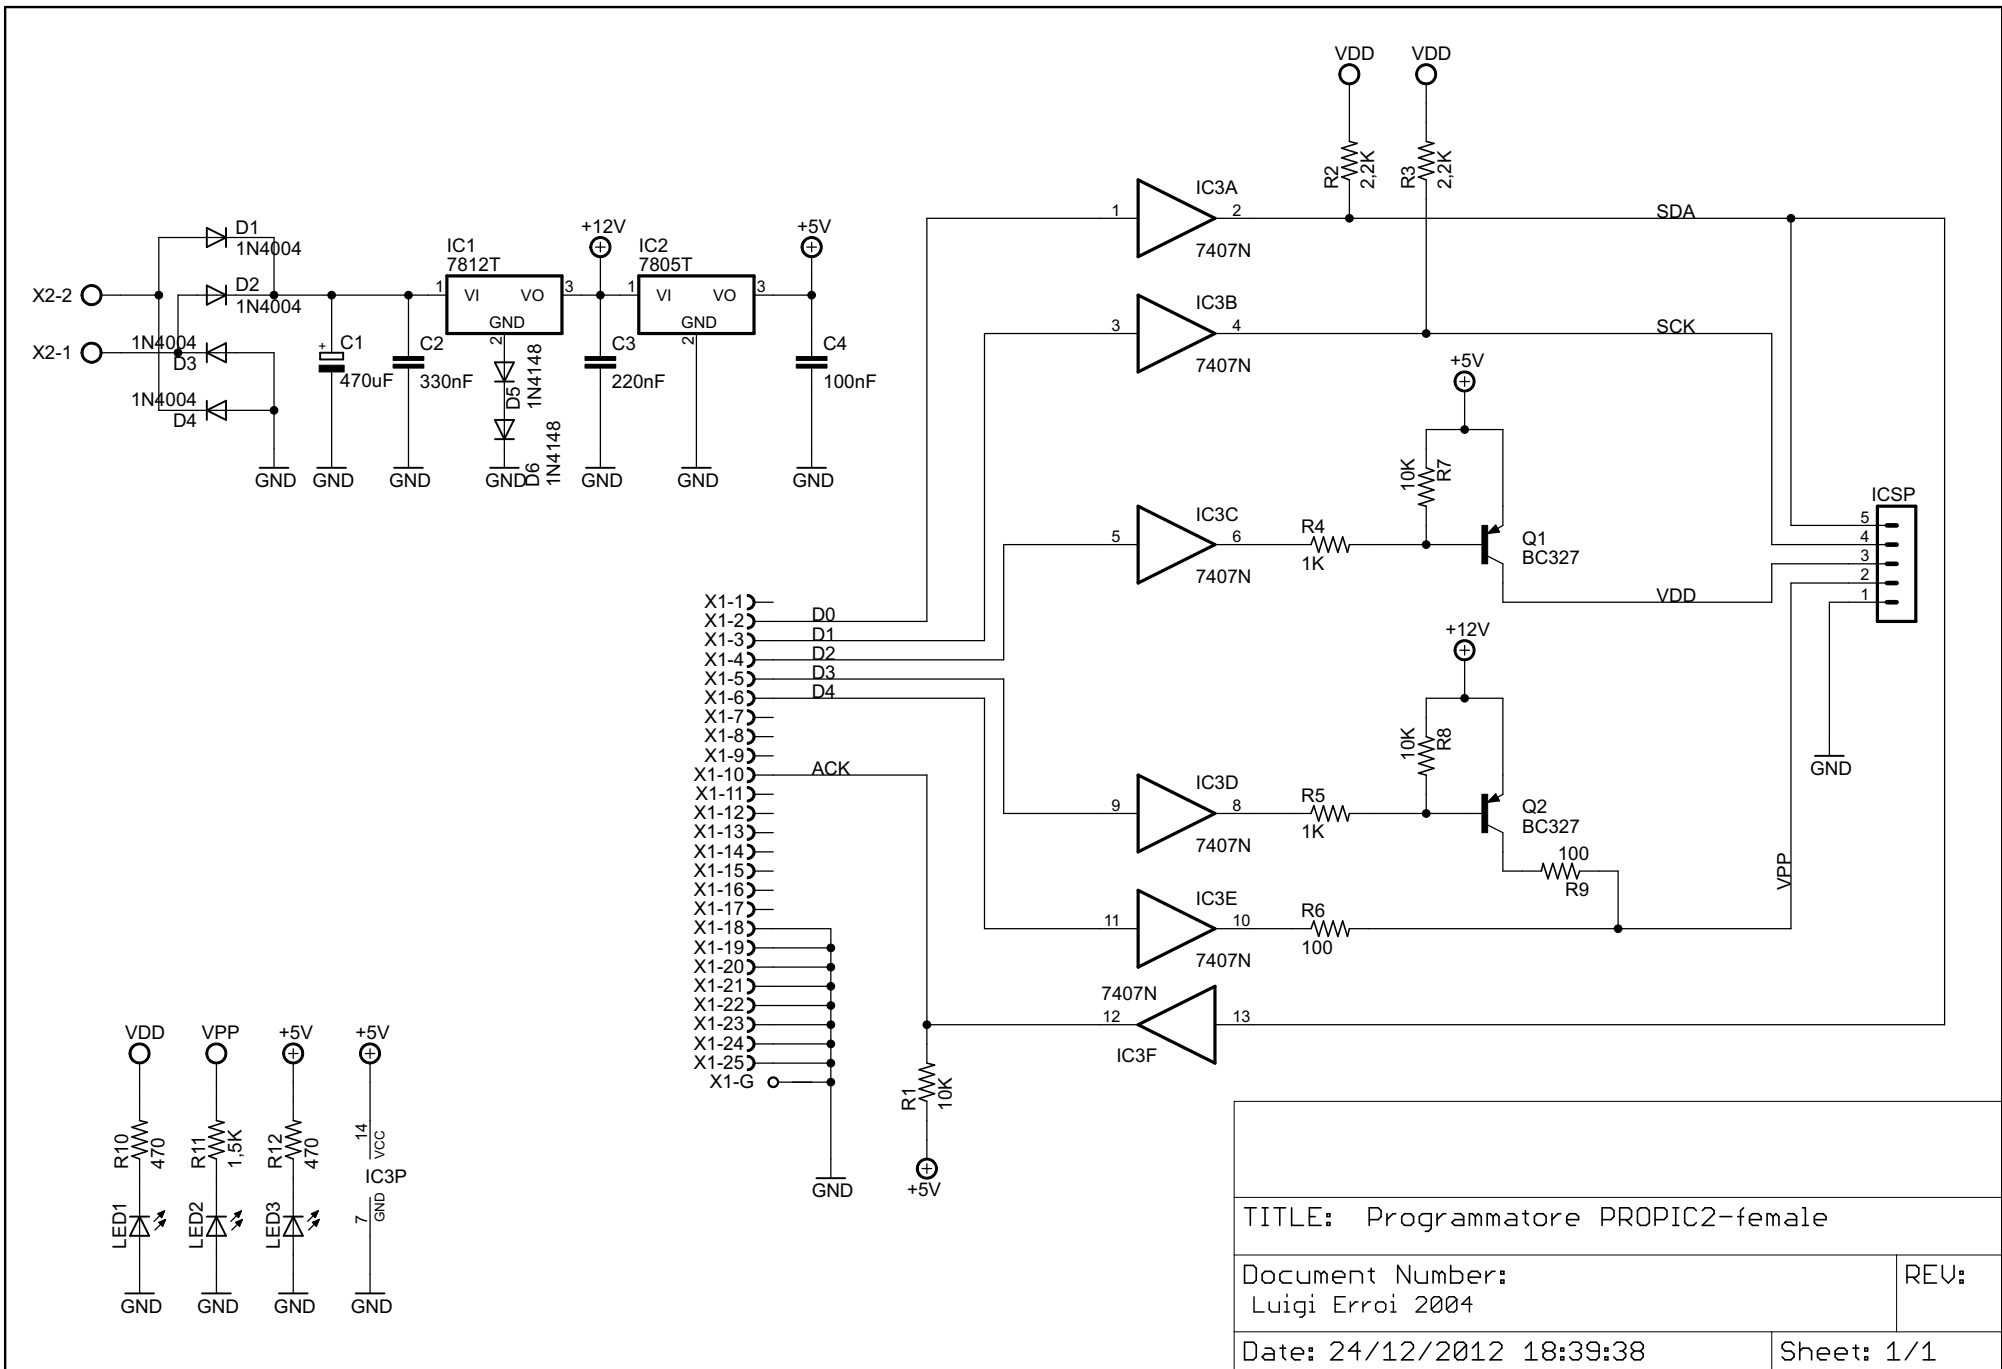 VDD
VDD
R2
2,2K
R3
2,2K
IC3A
1
2
7407N
SDA
D1
1N4004
+12V
+5V
IC1
7812T
IC2
7805T
D2
1N4004
X2-2
1
VI
VO
3
GND
2
1
VI
VO
3
GND
2
IC3B
3
4
7407N
SCK
X2-1
1N4004
D3
+
C1
470uF
C2
330nF
D5
1N4148
C3
220nF
C4
100nF
1N4004
D4
D6
1N4148
GND
GND
GND
GND
GND
GND
GND
+5V
10K
R7
IC3C
5
6
7407N
R4
1K
Q1
BC327
ICSP
5
4
3
2
1
VDD
X1-1
X1-2
D0
X1-3
D1
X1-4
D2
X1-5
D3
X1-6
D4
X1-7
X1-8
X1-9
X1-10
ACK
X1-11
X1-12
X1-13
X1-14
X1-15
X1-16
X1-17
X1-18
X1-19
X1-20
X1-21
X1-22
X1-23
X1-24
X1-25
X1-G
+12V
10K
R8
GND
IC3D
9
8
7407N
R5
1K
Q2
BC327
100
R9
VPP
IC3E
11
10
7407N
R6
100
7407N
12
13
IC3F
R1
10K
+5V
GND
VDD
VPP
+5V
+5V
R10
470
R11
1,5K
R12
470
14
VCC
IC3P
7
GND
LED1
LED2
LED3
GND
GND
GND
GND
TITLE: Programmatore PROPIC2-female
Document Number:
REV:
Luigi Erroi 2004
Date: 24/12/2012 18:39:38
Sheet: 1/1